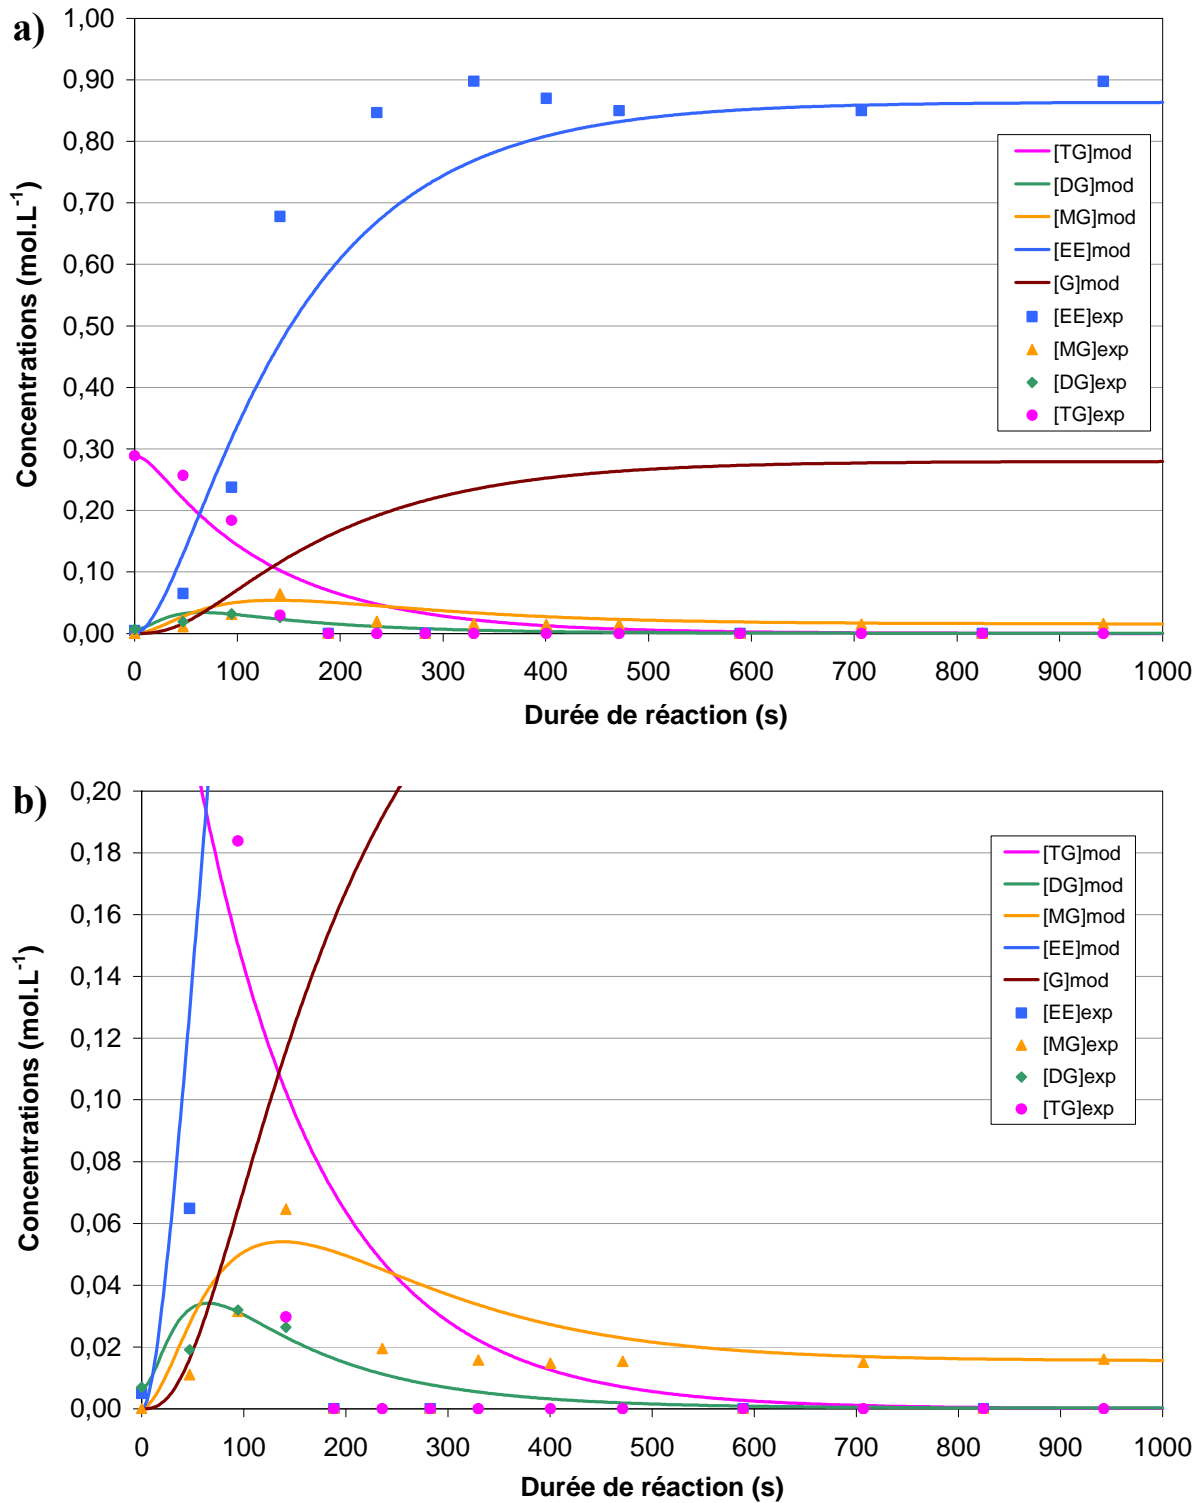 a)
1,00
0,90
0,80
0,70
0,60
0,50
0,40
0,30
0,20
0,10
0,00
Concentrations (mol.L-1)
[TG]mod
[DG]mod
[MG]mod
[EE]mod
[G]mod
[EE]exp
[MG]exp
[DG]exp
[TG]exp
0 100 200 300 400 500 600 700 800 900 1000
Durée de réaction (s)
b)
0,20
0,18
0,16
0,14
0,12
0,10
0,08
0,06
0,04
0,02
0,00
Concentrations (mol.L-1)
[TG]mod
[DG]mod
[MG]mod
[EE]mod
[G]mod
[EE]exp
[MG]exp
[DG]exp
[TG]exp
0 100 200 300 400 500 600 700 800 900 1000
Durée de réaction (s)